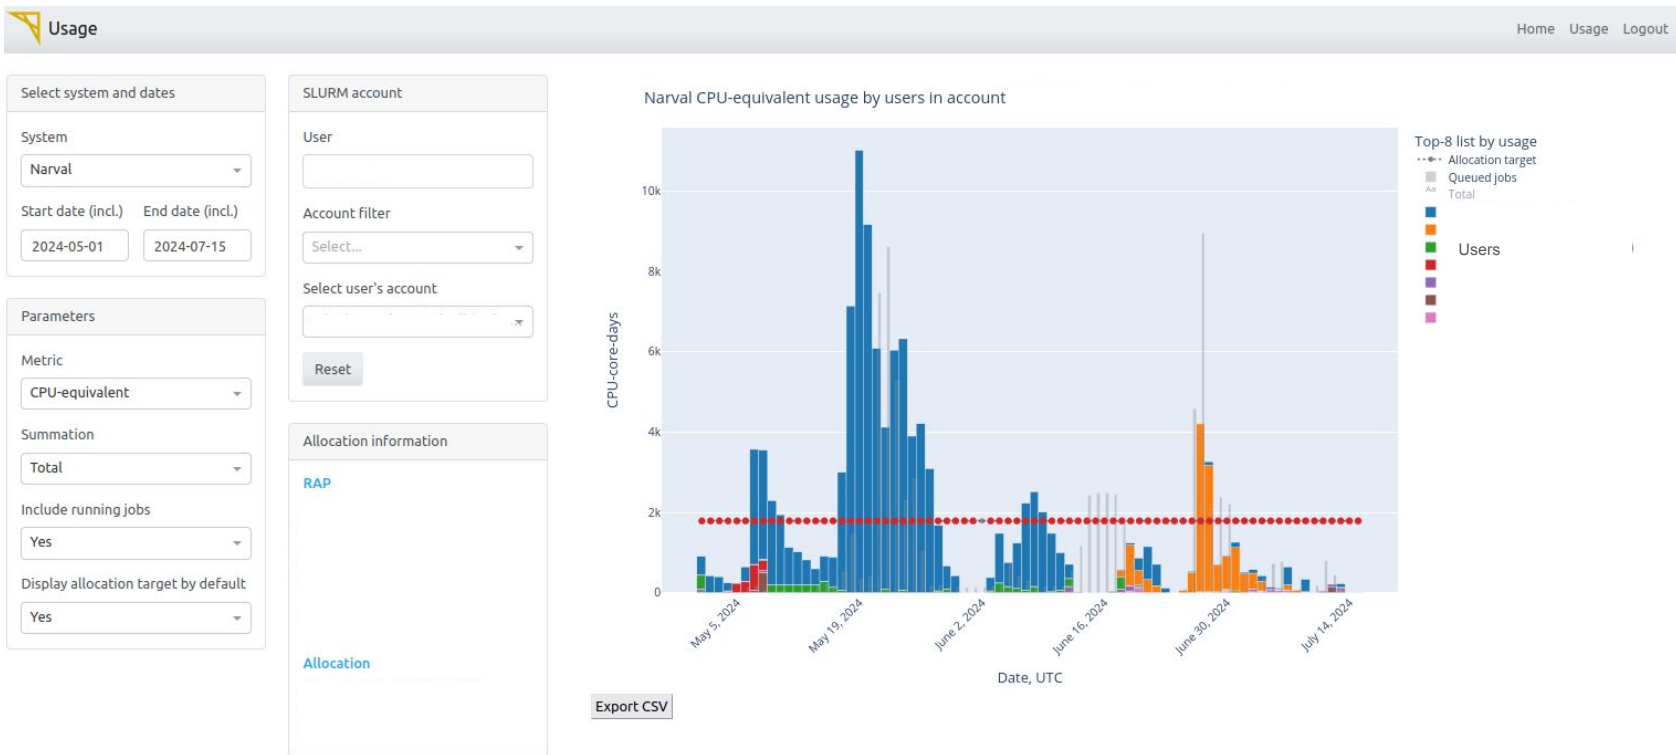 Usage
Home Usage Logout
Select system and dates
System
Narval
Start date (incl.) End date (incl.)
2024-05-01 2024-07-15
Parameters
Metric
CPU-equivalent
Summation
Total
Include running jobs
Yes
Display allocation target by default
Yes
SLURM account
User
Account filter
Select...
Select user's account
Reset
Allocation information
RAP
Allocation
Narval CPU-equivalent usage by users in account
CPU-core-days
10k
8k
6k
4k
2k
0
May 5, 2024
May 19, 2024
June 2, 2024
June 16, 2024
June 30, 2024
July 14, 2024
Date, UTC
Top-8 list by usage
Allocation target
Queued jobs
Aa Total
Users
Export CSV